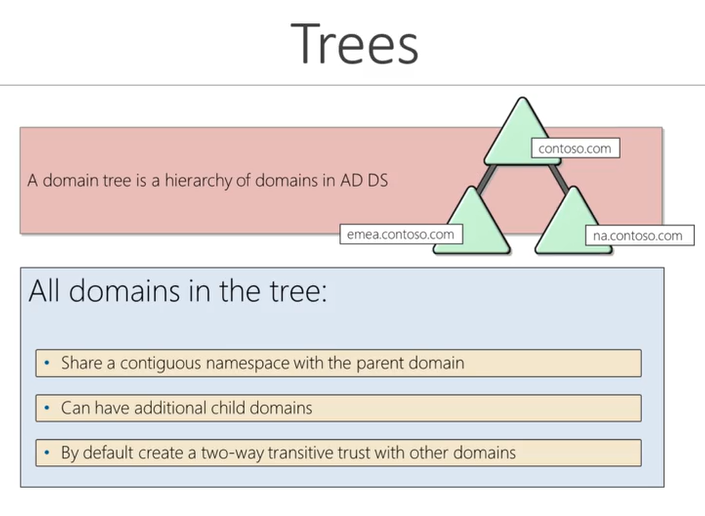 Trees
contoso.com
A domain tree is a hierarchy of domains in AD DS
emea.contoso.com
na.contoso.com
All domains in the tree:
• Share a contiguous namespace with the parent domain
• Can have additional child domains
• By default create a two-way transitive trust with other domains